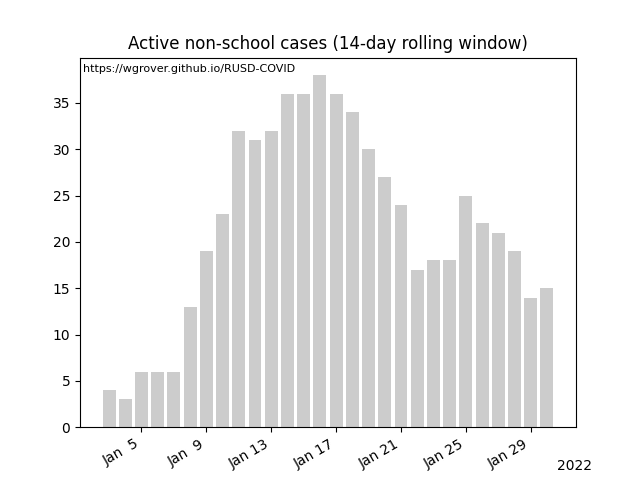 Active non-school cases (14-day rolling window)
https://wgrover.github.io/RUSD-COVID
35
30
25
20
15
10
5
0
Jan 5
Jan 9
Jan 13
Jan 17
Jan 21
Jan 25
Jan 29
2022